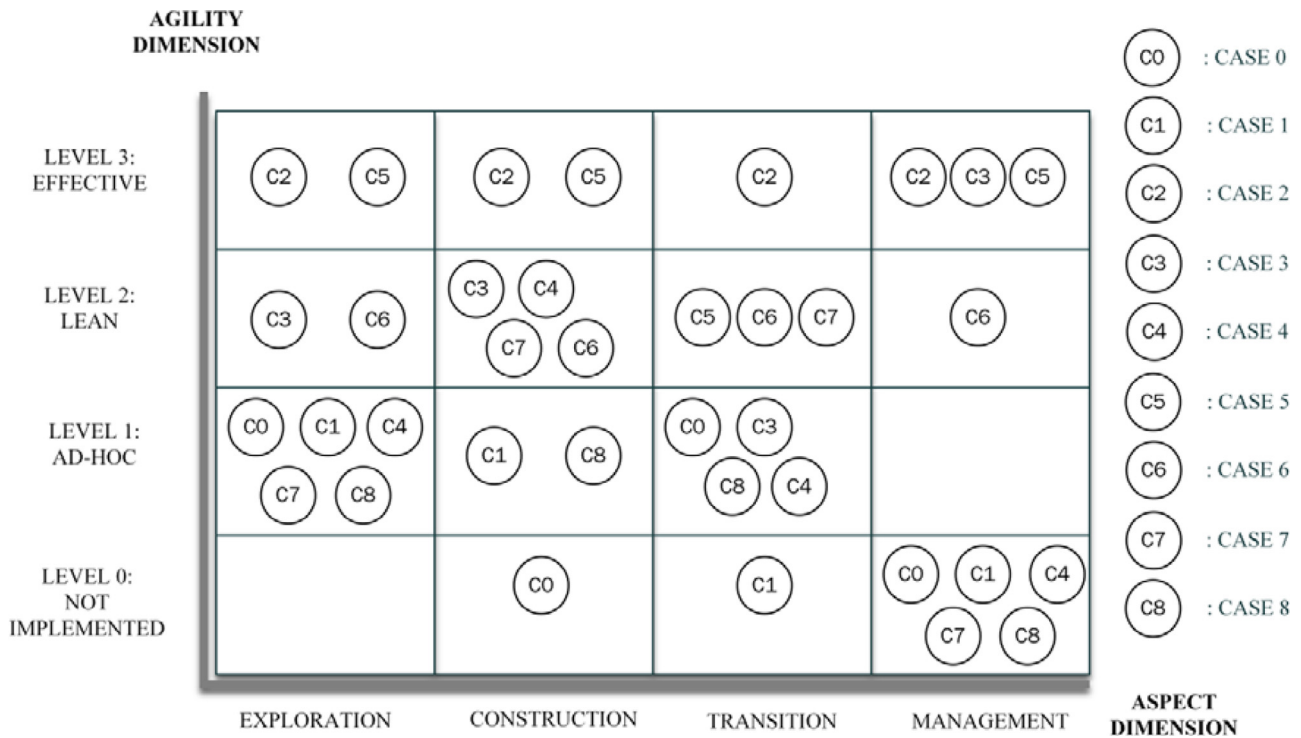 AGILITY
DIMENSION
LEVEL 3:
EFFECTIVE
C2 C5 C2 C5 C2 C2 C3 C5
LEVEL 2:
LEAN
C3 C6 C3 C4 C7 C6 C5 C6 C7 C6
LEVEL 1:
AD-HOC
C0 C1 C4 C7 C8 C1 C8 C0 C3 C8 C4
LEVEL 0:
NOT
IMPLEMENTED
C0 C1 C0 C1 C4 C7 C8
EXPLORATION CONSTRUCTION TRANSITION MANAGEMENT
ASPECT
DIMENSION
C0 : CASE 0
C1 : CASE 1
C2 : CASE 2
C3 : CASE 3
C4 : CASE 4
C5 : CASE 5
C6 : CASE 6
C7 : CASE 7
C8 : CASE 8